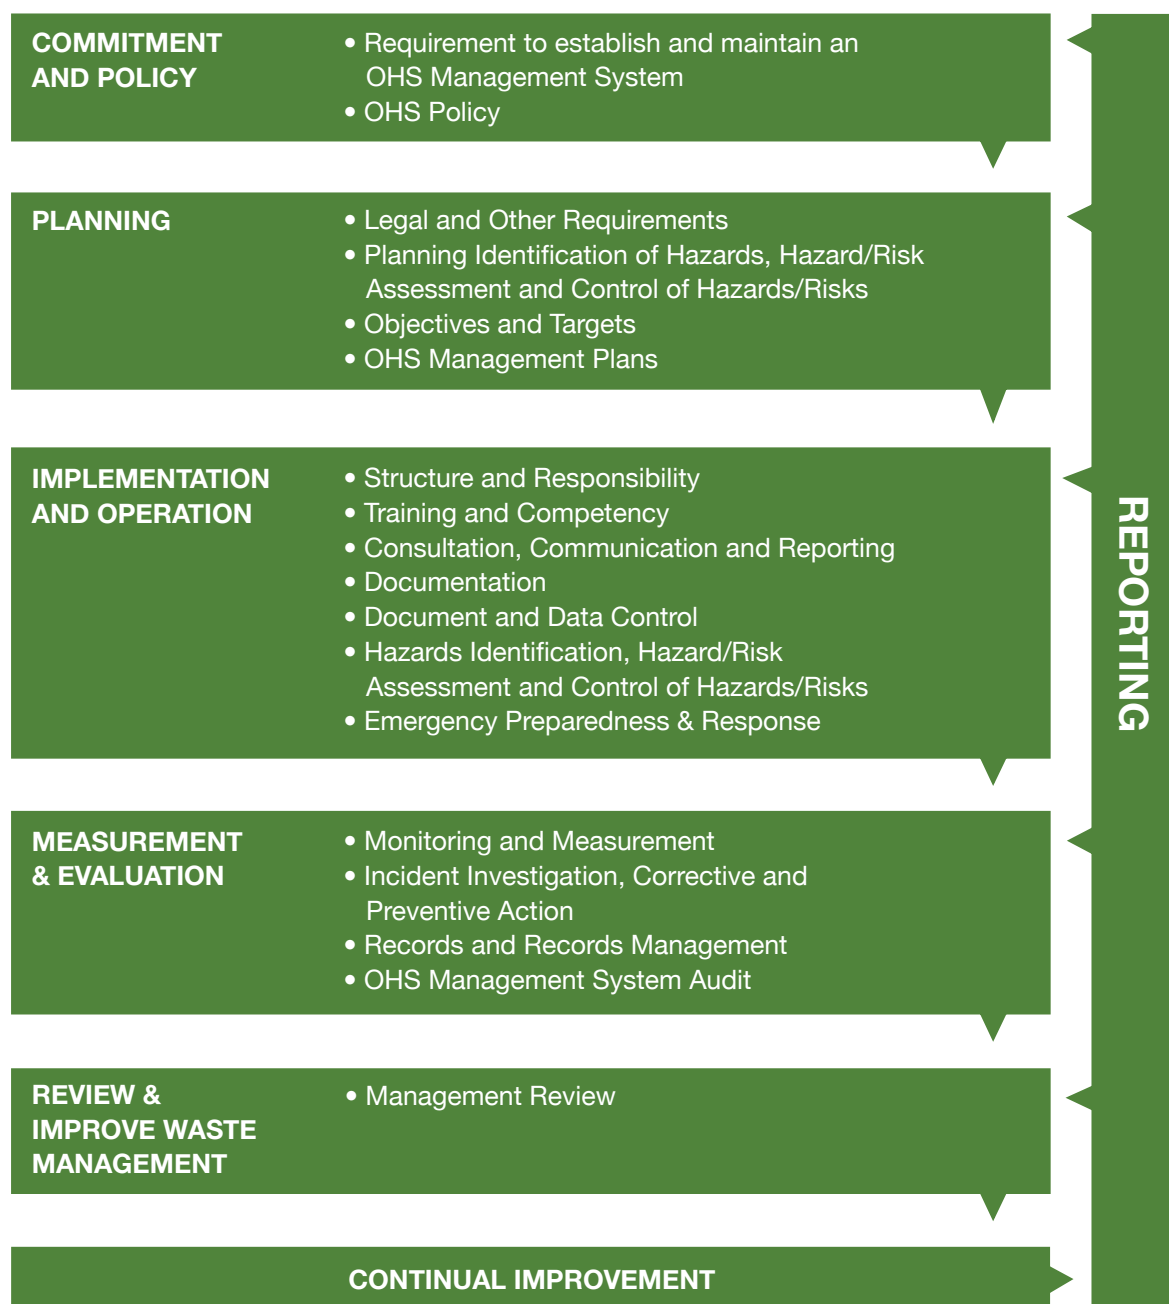 COMMITMENT
AND POLICY
• Requirement to establish and maintain an
OHS Management System
• OHS Policy
PLANNING
• Legal and Other Requirements
• Planning Identification of Hazards, Hazard/Risk
Assessment and Control of Hazards/Risks
• Objectives and Targets
• OHS Management Plans
IMPLEMENTATION
AND OPERATION
• Structure and Responsibility
• Training and Competency
• Consultation, Communication and Reporting
• Documentation
• Document and Data Control
• Hazards Identification, Hazard/Risk
Assessment and Control of Hazards/Risks
• Emergency Preparedness & Response
MEASUREMENT
& EVALUATION
• Monitoring and Measurement
• Incident Investigation, Corrective and
Preventive Action
• Records and Records Management
• OHS Management System Audit
REVIEW &
IMPROVE WASTE
MANAGEMENT
• Management Review
CONTINUAL IMPROVEMENT
REPORTING